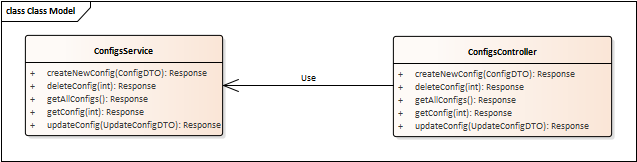 class Class Model
ConfigsService
+ createNewConfig(ConfigDTO): Response
+ deleteConfig(int): Response
+ getAllConfigs(): Response
+ getConfig(int): Response
+ updateConfig(UpdateConfigDTO): Response
Use
ConfigsController
+ createNewConfig(ConfigDTO): Response
+ deleteConfig(int): Response
+ getAllConfigs(): Response
+ getConfig(int): Response
+ updateConfig(UpdateConfigDTO): Response